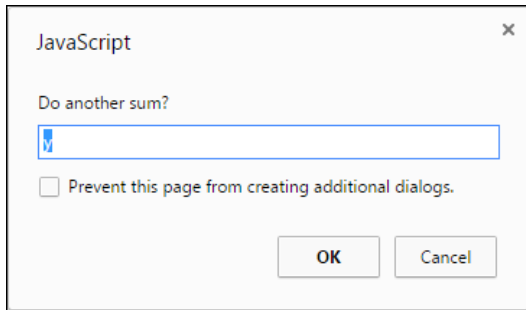 JavaScript
Do another sum?
y
Prevent this page from creating additional dialogs.
OK Cancel